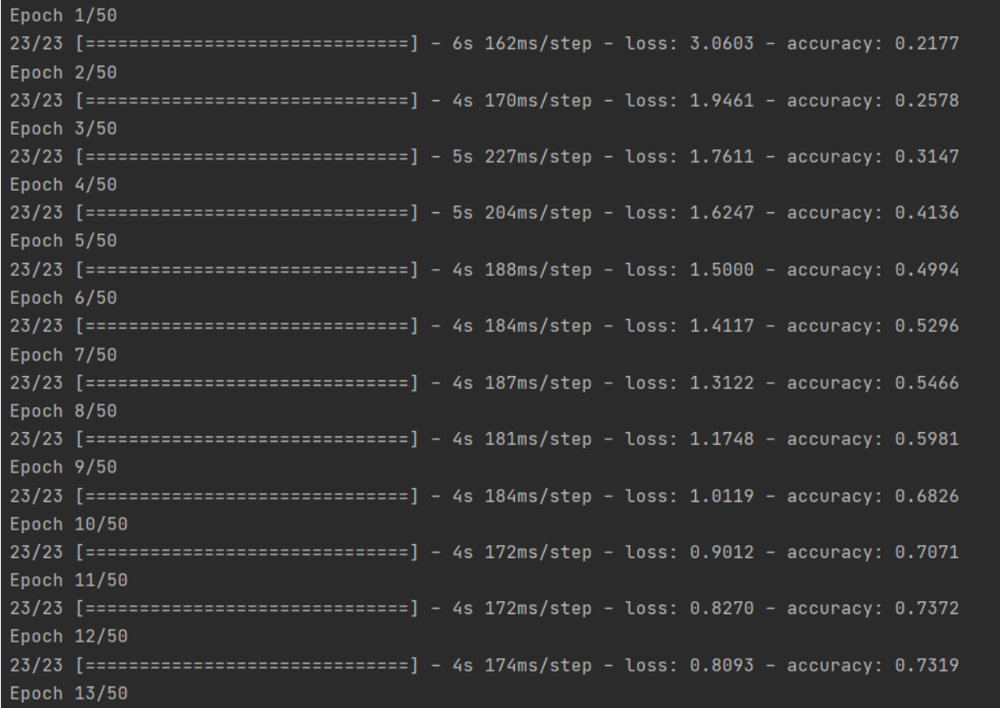 Epoch 1/50
23/23 [==============================] - 6s 162ms/step - loss: 3.0603 - accuracy: 0.2177
Epoch 2/50
23/23 [==============================] - 4s 170ms/step - loss: 1.9461 - accuracy: 0.2578
Epoch 3/50
23/23 [==============================] - 5s 227ms/step - loss: 1.7611 - accuracy: 0.3147
Epoch 4/50
23/23 [==============================] - 5s 204ms/step - loss: 1.6247 - accuracy: 0.4136
Epoch 5/50
23/23 [==============================] - 4s 188ms/step - loss: 1.5000 - accuracy: 0.4994
Epoch 6/50
23/23 [==============================] - 4s 184ms/step - loss: 1.4117 - accuracy: 0.5296
Epoch 7/50
23/23 [==============================] - 4s 187ms/step - loss: 1.3122 - accuracy: 0.5466
Epoch 8/50
23/23 [==============================] - 4s 181ms/step - loss: 1.1748 - accuracy: 0.5981
Epoch 9/50
23/23 [==============================] - 4s 184ms/step - loss: 1.0119 - accuracy: 0.6826
Epoch 10/50
23/23 [==============================] - 4s 172ms/step - loss: 0.9012 - accuracy: 0.7071
Epoch 11/50
23/23 [==============================] - 4s 172ms/step - loss: 0.8270 - accuracy: 0.7372
Epoch 12/50
23/23 [==============================] - 4s 174ms/step - loss: 0.8093 - accuracy: 0.7319
Epoch 13/50